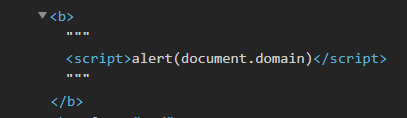 ▼<b>
"""
<script>alert(document.domain)</script>
"""
</b>